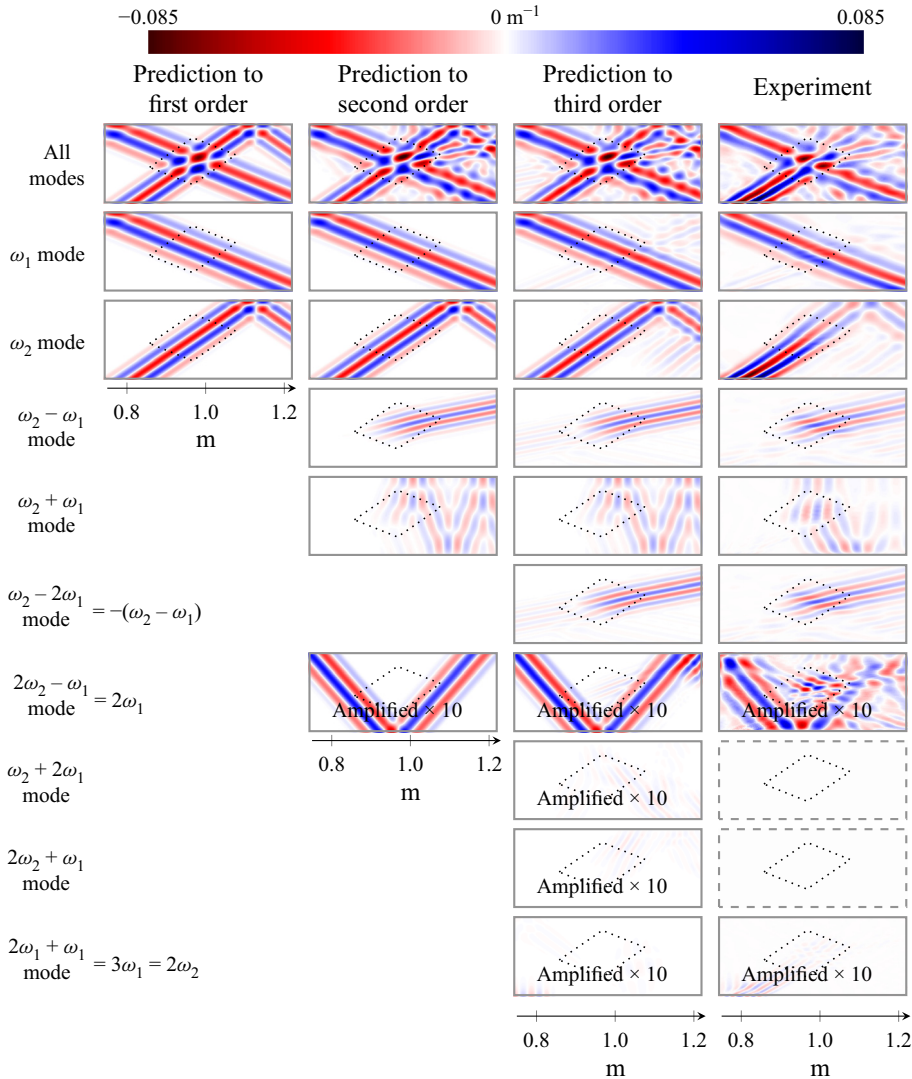 −0.085 0 m⁻¹ 0.085
Prediction to first order
Prediction to second order
Prediction to third order
Experiment
All
modes
ω₁ mode
ω₂ mode
0.8 1.0 1.2
m
ω₂ − ω₁
mode
ω₂ + ω₁
mode
ω₂ − 2ω₁
mode = −(ω₂ − ω₁)
2ω₂ − ω₁
mode = 2ω₁
Amplified × 10 Amplified × 10 Amplified × 10
0.8 1.0 1.2
m
ω₂ + 2ω₁
mode
Amplified × 10
2ω₂ + ω₁
mode
Amplified × 10
2ω₁ + ω₁
mode = 3ω₁ = 2ω₂
Amplified × 10 Amplified × 10
0.8 1.0 1.2 0.8 1.0 1.2
m m